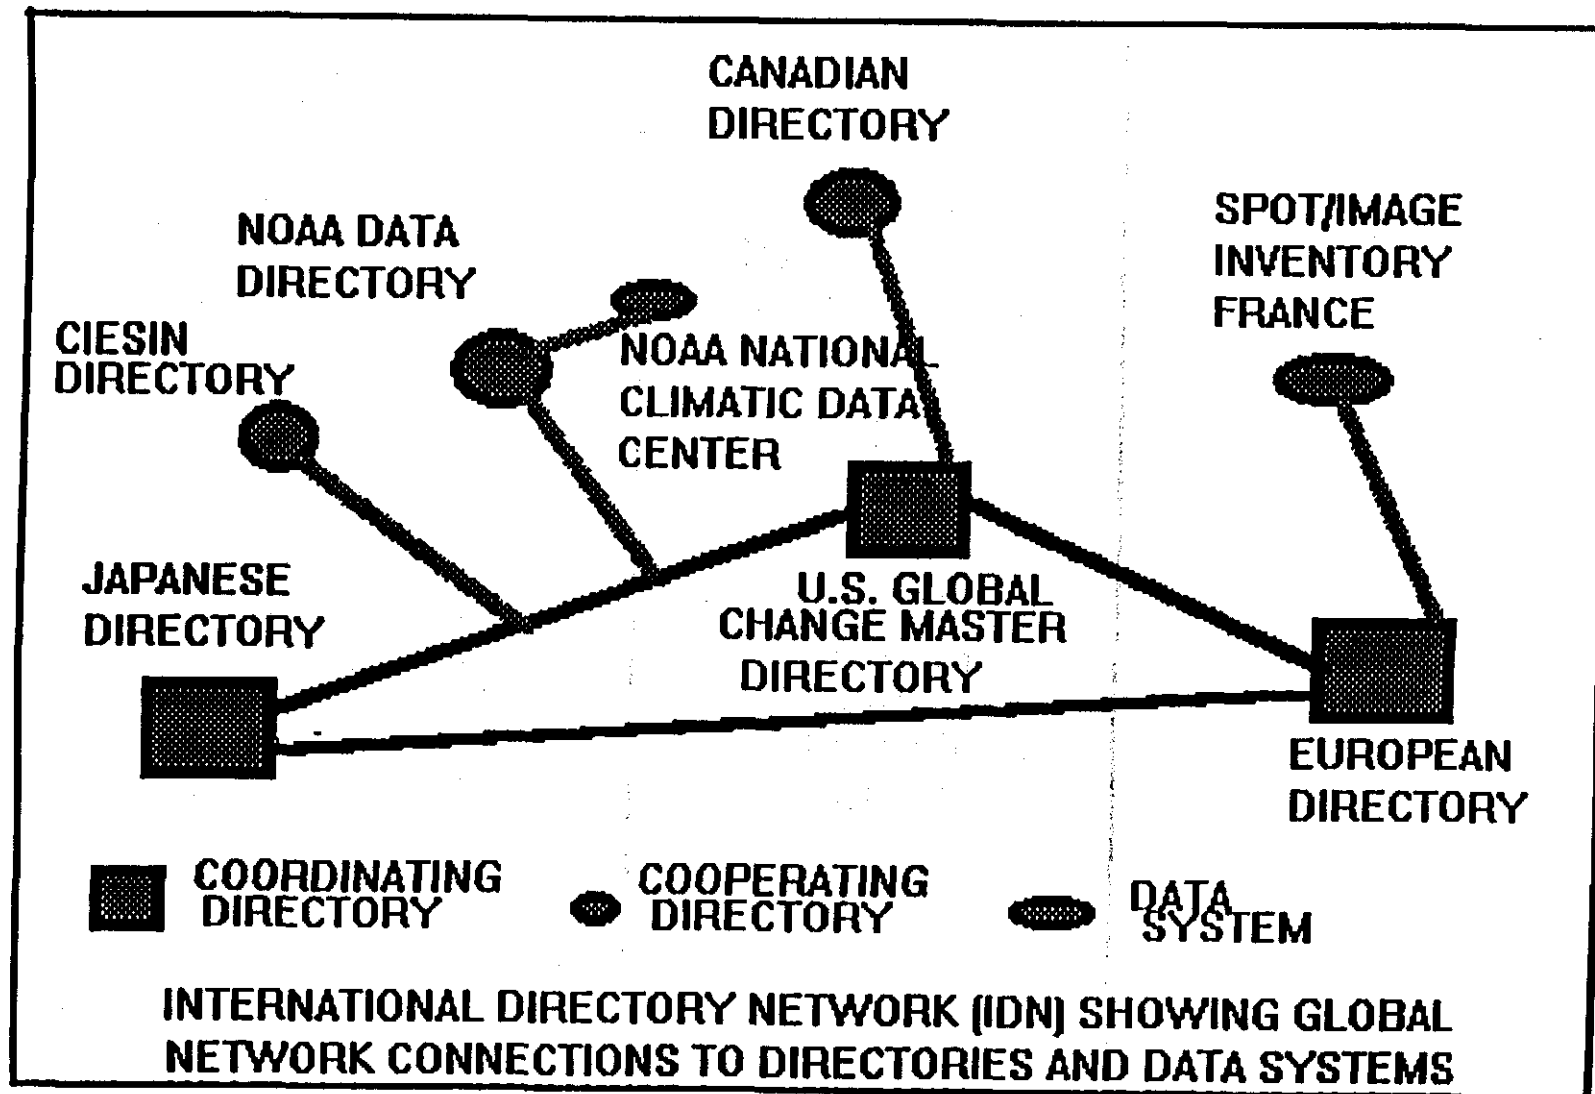 CANADIAN
DIRECTORY
NOAA DATA
DIRECTORY
SPOT/IMAGE
INVENTORY
FRANCE
CIESIN
DIRECTORY
NOAA NATIONAL
CLIMATIC DATA
CENTER
JAPANESE
DIRECTORY
U.S. GLOBAL
CHANGE MASTER
DIRECTORY
EUROPEAN
DIRECTORY
COORDINATING
DIRECTORY
COOPERATING
DIRECTORY
DATA
SYSTEM
INTERNATIONAL DIRECTORY NETWORK (IDN) SHOWING GLOBAL
NETWORK CONNECTIONS TO DIRECTORIES AND DATA SYSTEMS